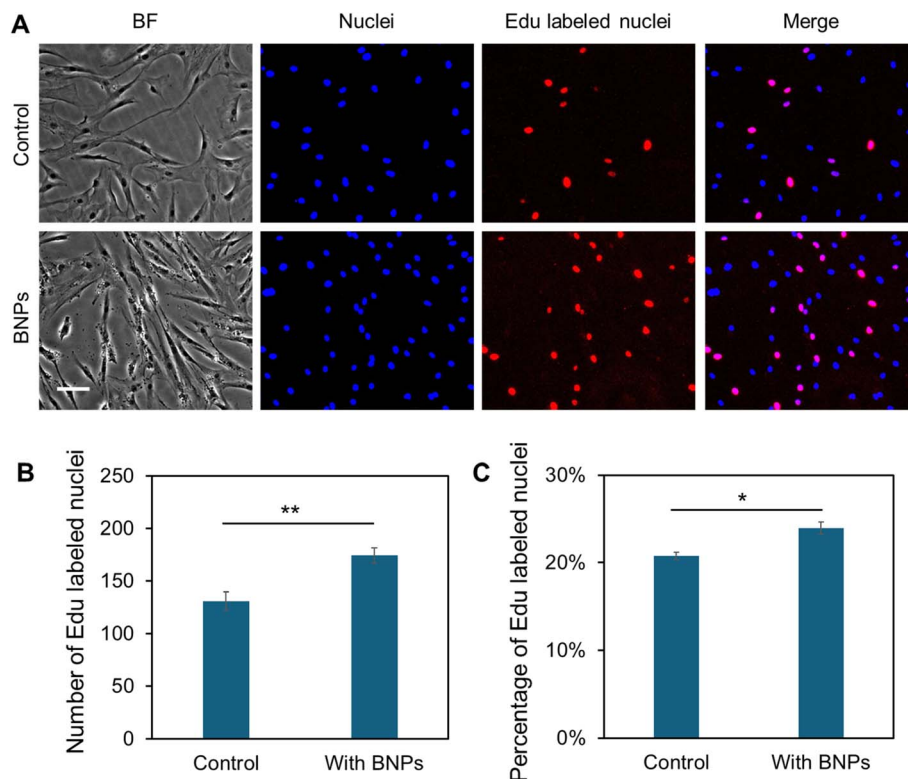 A
BF
Nuclei
Edu labeled nuclei
Merge
Control
BNPs
B
Number of Edu labeled nuclei
250
200
150
100
50
0
**
Control
With BNPs
C
Percentage of Edu labeled nuclei
30%
20%
10%
0%
*
Control
With BNPs